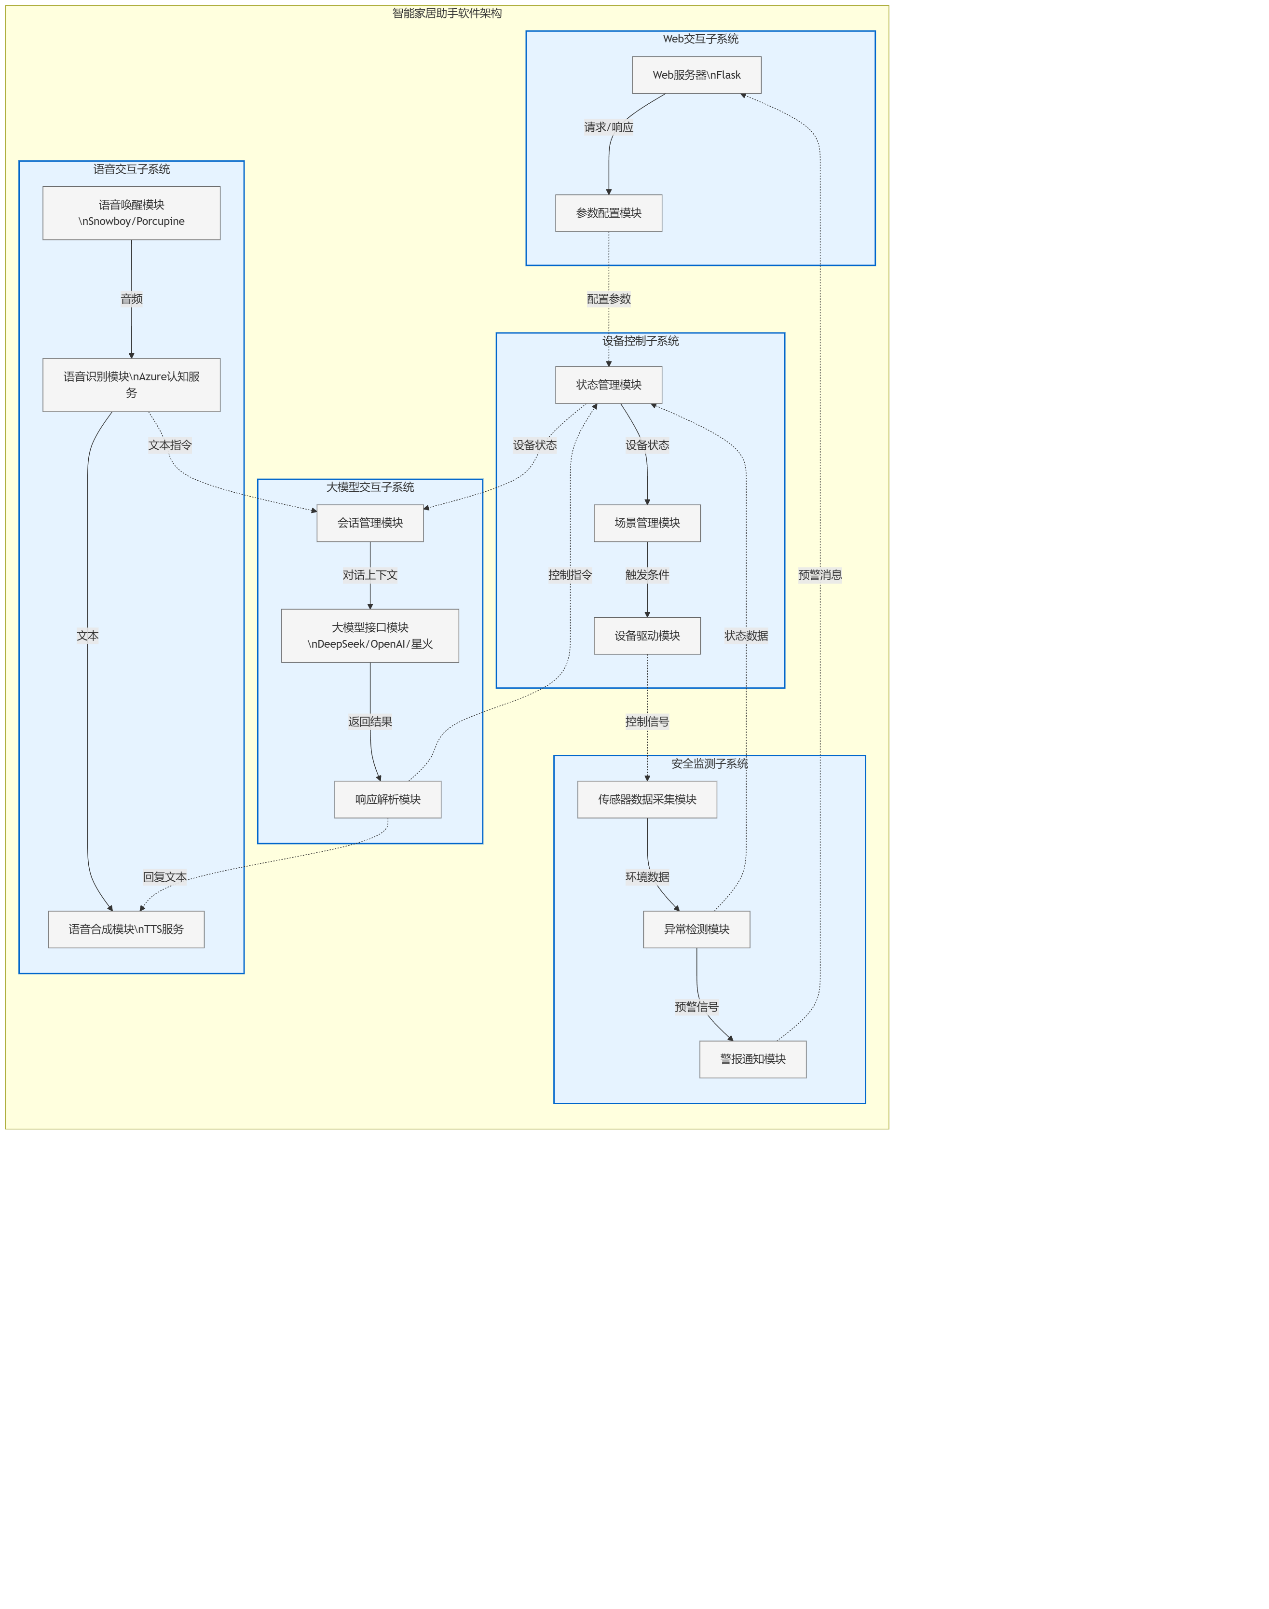 智能家居助手软件架构
Web交互子系统
Web服务器\nFlask
请求/响应
参数配置模块
配置参数
语音交互子系统
语音唤醒模块
\nSnowboy/Porcupine
音频
语音识别模块\nAzure认知服
务
文本指令
文本
语音合成模块\nTTS服务
大模型交互子系统
会话管理模块
对话上下文
大模型接口模块
\nDeepSeek/OpenAI/星火
返回结果
响应解析模块
回复文本
设备控制子系统
状态管理模块
设备状态
设备状态
场景管理模块
控制指令
触发条件
设备驱动模块
状态数据
预警消息
控制信号
安全监测子系统
传感器数据采集模块
环境数据
异常检测模块
预警信号
警报通知模块